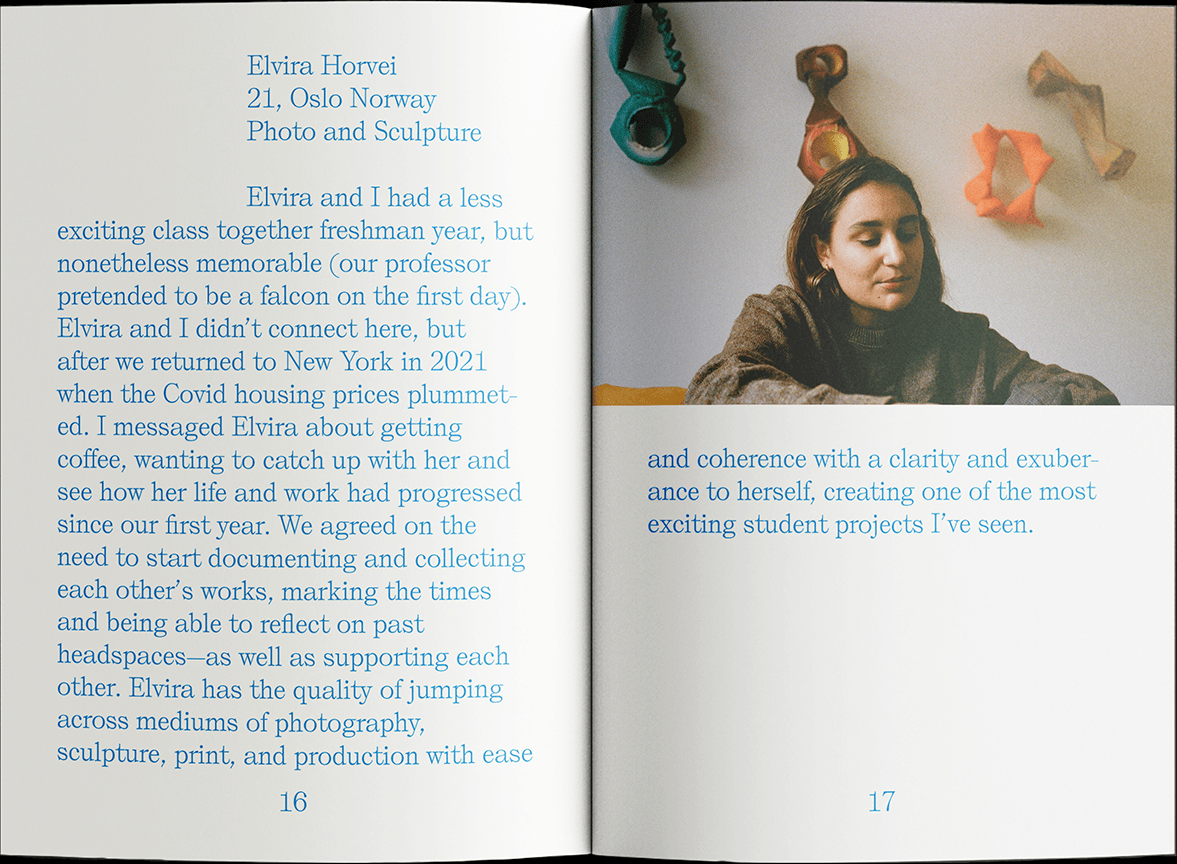 Elvira Horvei
21, Oslo Norway
Photo and Sculpture
Elvira and I had a less
exciting class together freshman year, but
nonetheless memorable (our professor
pretended to be a falcon on the first day).
Elvira and I didn't connect here, but
after we returned to New York in 2021
when the Covid housing prices plummet-
ed. I messaged Elvira about getting
coffee, wanting to catch up with her and
see how her life and work had progressed
since our first year. We agreed on the
need to start documenting and collecting
each other's works, marking the times
and being able to reflect on past
headspaces—as well as supporting each
other. Elvira has the quality of jumping
across mediums of photography,
sculpture, print, and production with ease
16
and coherence with a clarity and exuber-
ance to herself, creating one of the most
exciting student projects I've seen.
17